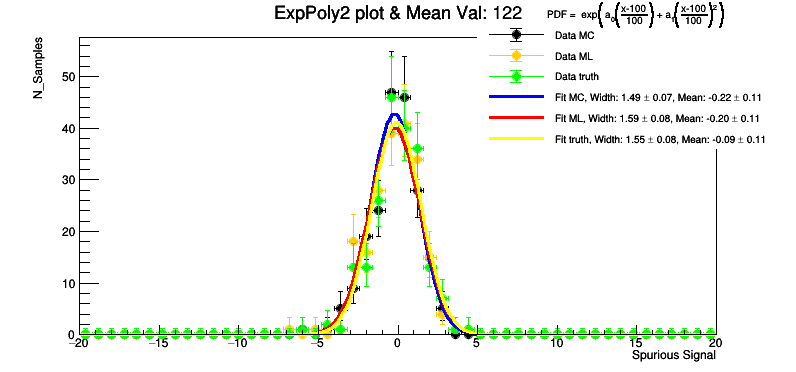 ExpPoly2 plot & Mean Val: 122
PDF = exp(a₀(x-100/100) + a₁(x-100/100)²)
Data MC
Data ML
Data truth
Fit MC, Width: 1.49 ± 0.07, Mean: -0.22 ± 0.11
Fit ML, Width: 1.59 ± 0.08, Mean: -0.20 ± 0.11
Fit truth, Width: 1.55 ± 0.08, Mean: -0.09 ± 0.11
N_Samples
50
40
30
20
10
0
−20 −15 −10 −5 0 5 10 15 20
Spurious Signal